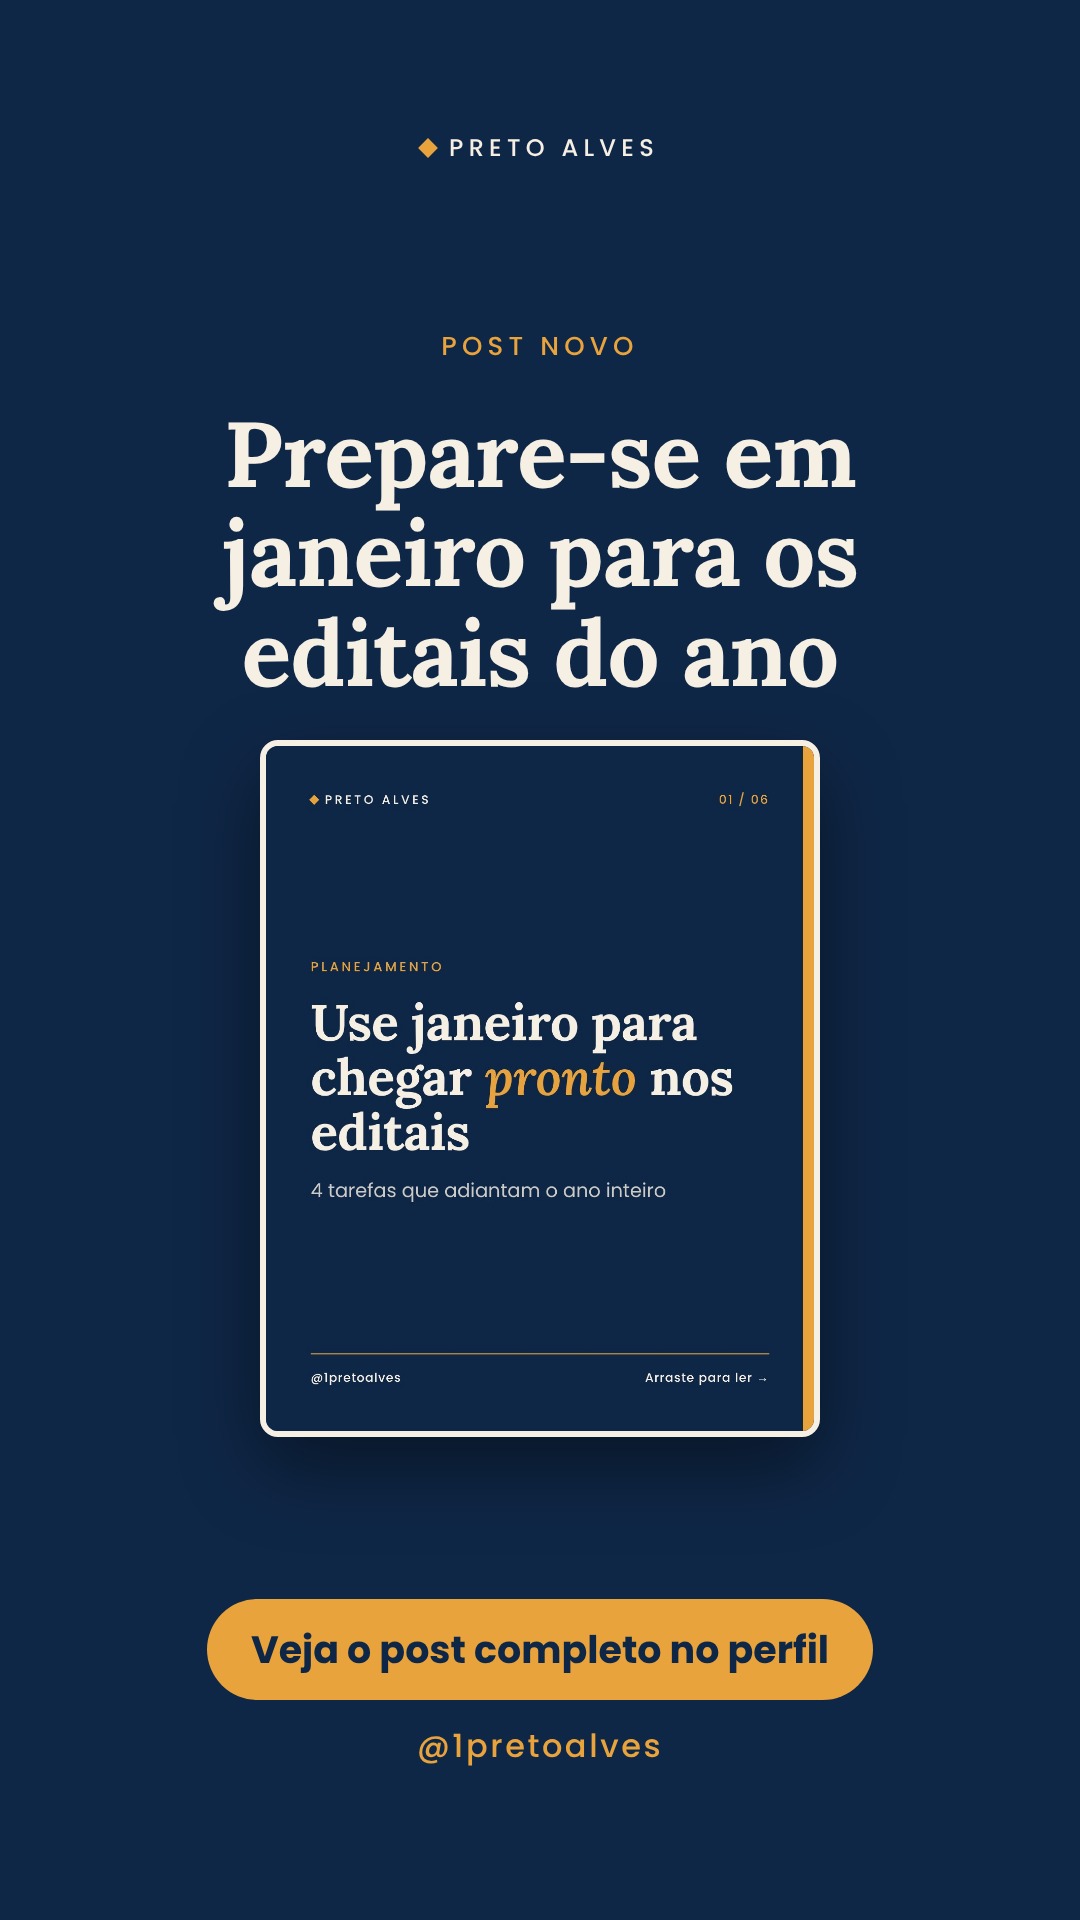 PRETO ALVES
POST NOVO
Prepare-se em
janeiro para os
editais do ano
PRETO ALVES
01 / 06
PLANEJAMENTO
Use janeiro para
chegar pronto nos
editais
4 tarefas que adiantam o ano inteiro
@1pretoalves
Arraste para ler →
Veja o post completo no perfil
@1pretoalves